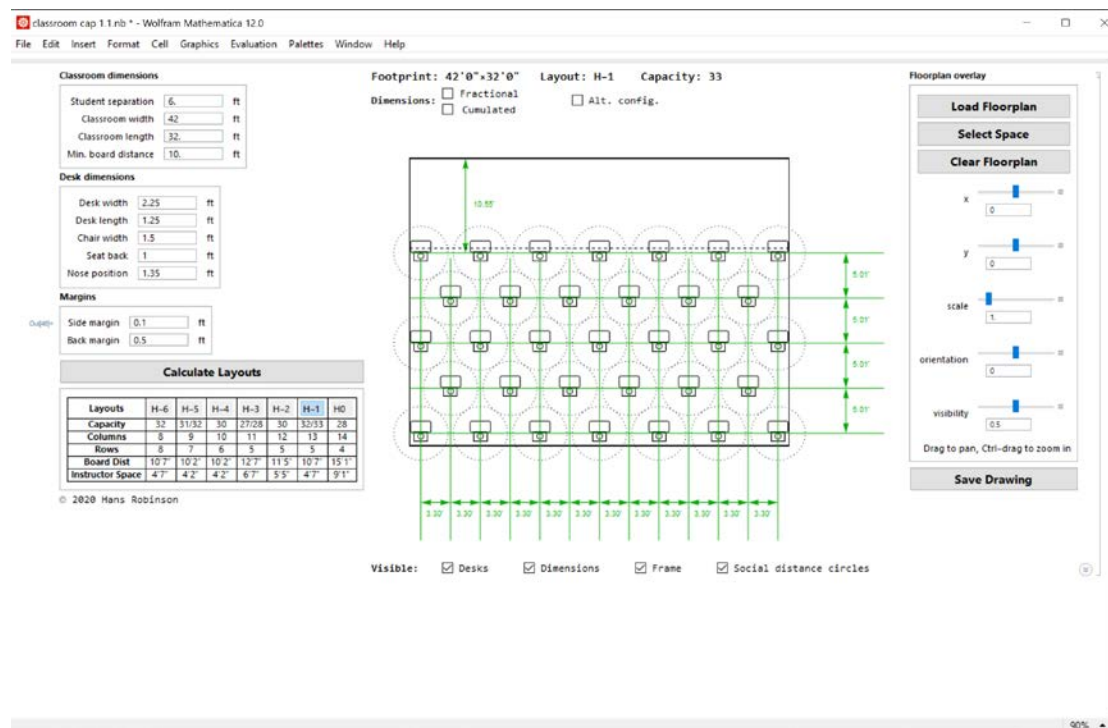 classroom cap 1.1.nb * - Wolfram Mathematica 12.0
File Edit Insert Format Cell Graphics Evaluation Palettes Window Help
Classroom dimensions
Student separation 6. ft
Classroom width 42 ft
Classroom length 32. ft
Min. board distance 10. ft
Desk dimensions
Desk width 2.25 ft
Desk length 1.25 ft
Chair width 1.5 ft
Seat back 1 ft
Nose position 1.35 ft
Margins
Side margin 0.1 ft
Back margin 0.5 ft
Calculate Layouts
Layouts H-6 H-5 H-4 H-3 H-2 H-1 H0
Capacity 32 31/32 30 27/28 30 32/33 28
Columns 8 9 10 11 12 13 14
Rows 8 7 6 5 5 5 4
Board Dist 10'7" 10'2" 10'2" 12'7" 11'5" 10'7" 15'1"
Instructor Space 4'7" 4'2" 4'2" 6'7" 5'5" 4'7" 9'1"
© 2020 Hans Robinson
Footprint: 42'0"×32'0" Layout: H-1 Capacity: 33
Dimensions: Fractional
Cumulated
Alt. config.
10.55'
5.01'
5.01'
5.01'
5.01'
3.30' 3.30' 3.30' 3.30' 3.30' 3.30' 3.30' 3.30' 3.30' 3.30' 3.30' 3.30'
Visible: Desks Dimensions Frame Social distance circles
Floorplan overlay
Load Floorplan
Select Space
Clear Floorplan
x
0
y
0
scale
1.
orientation
0
visibility
0.5
Drag to pan, Ctrl-drag to zoom in
Save Drawing
90%